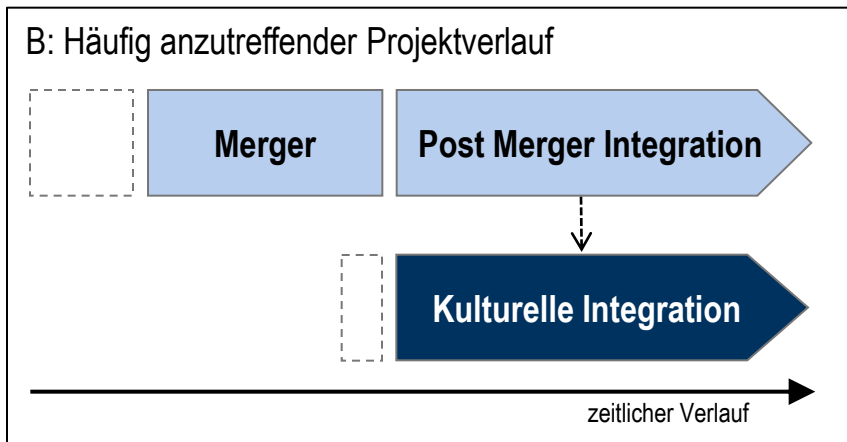 B: Häufig anzutreffender Projektverlauf
Merger
Post Merger Integration
Kulturelle Integration
zeitlicher Verlauf